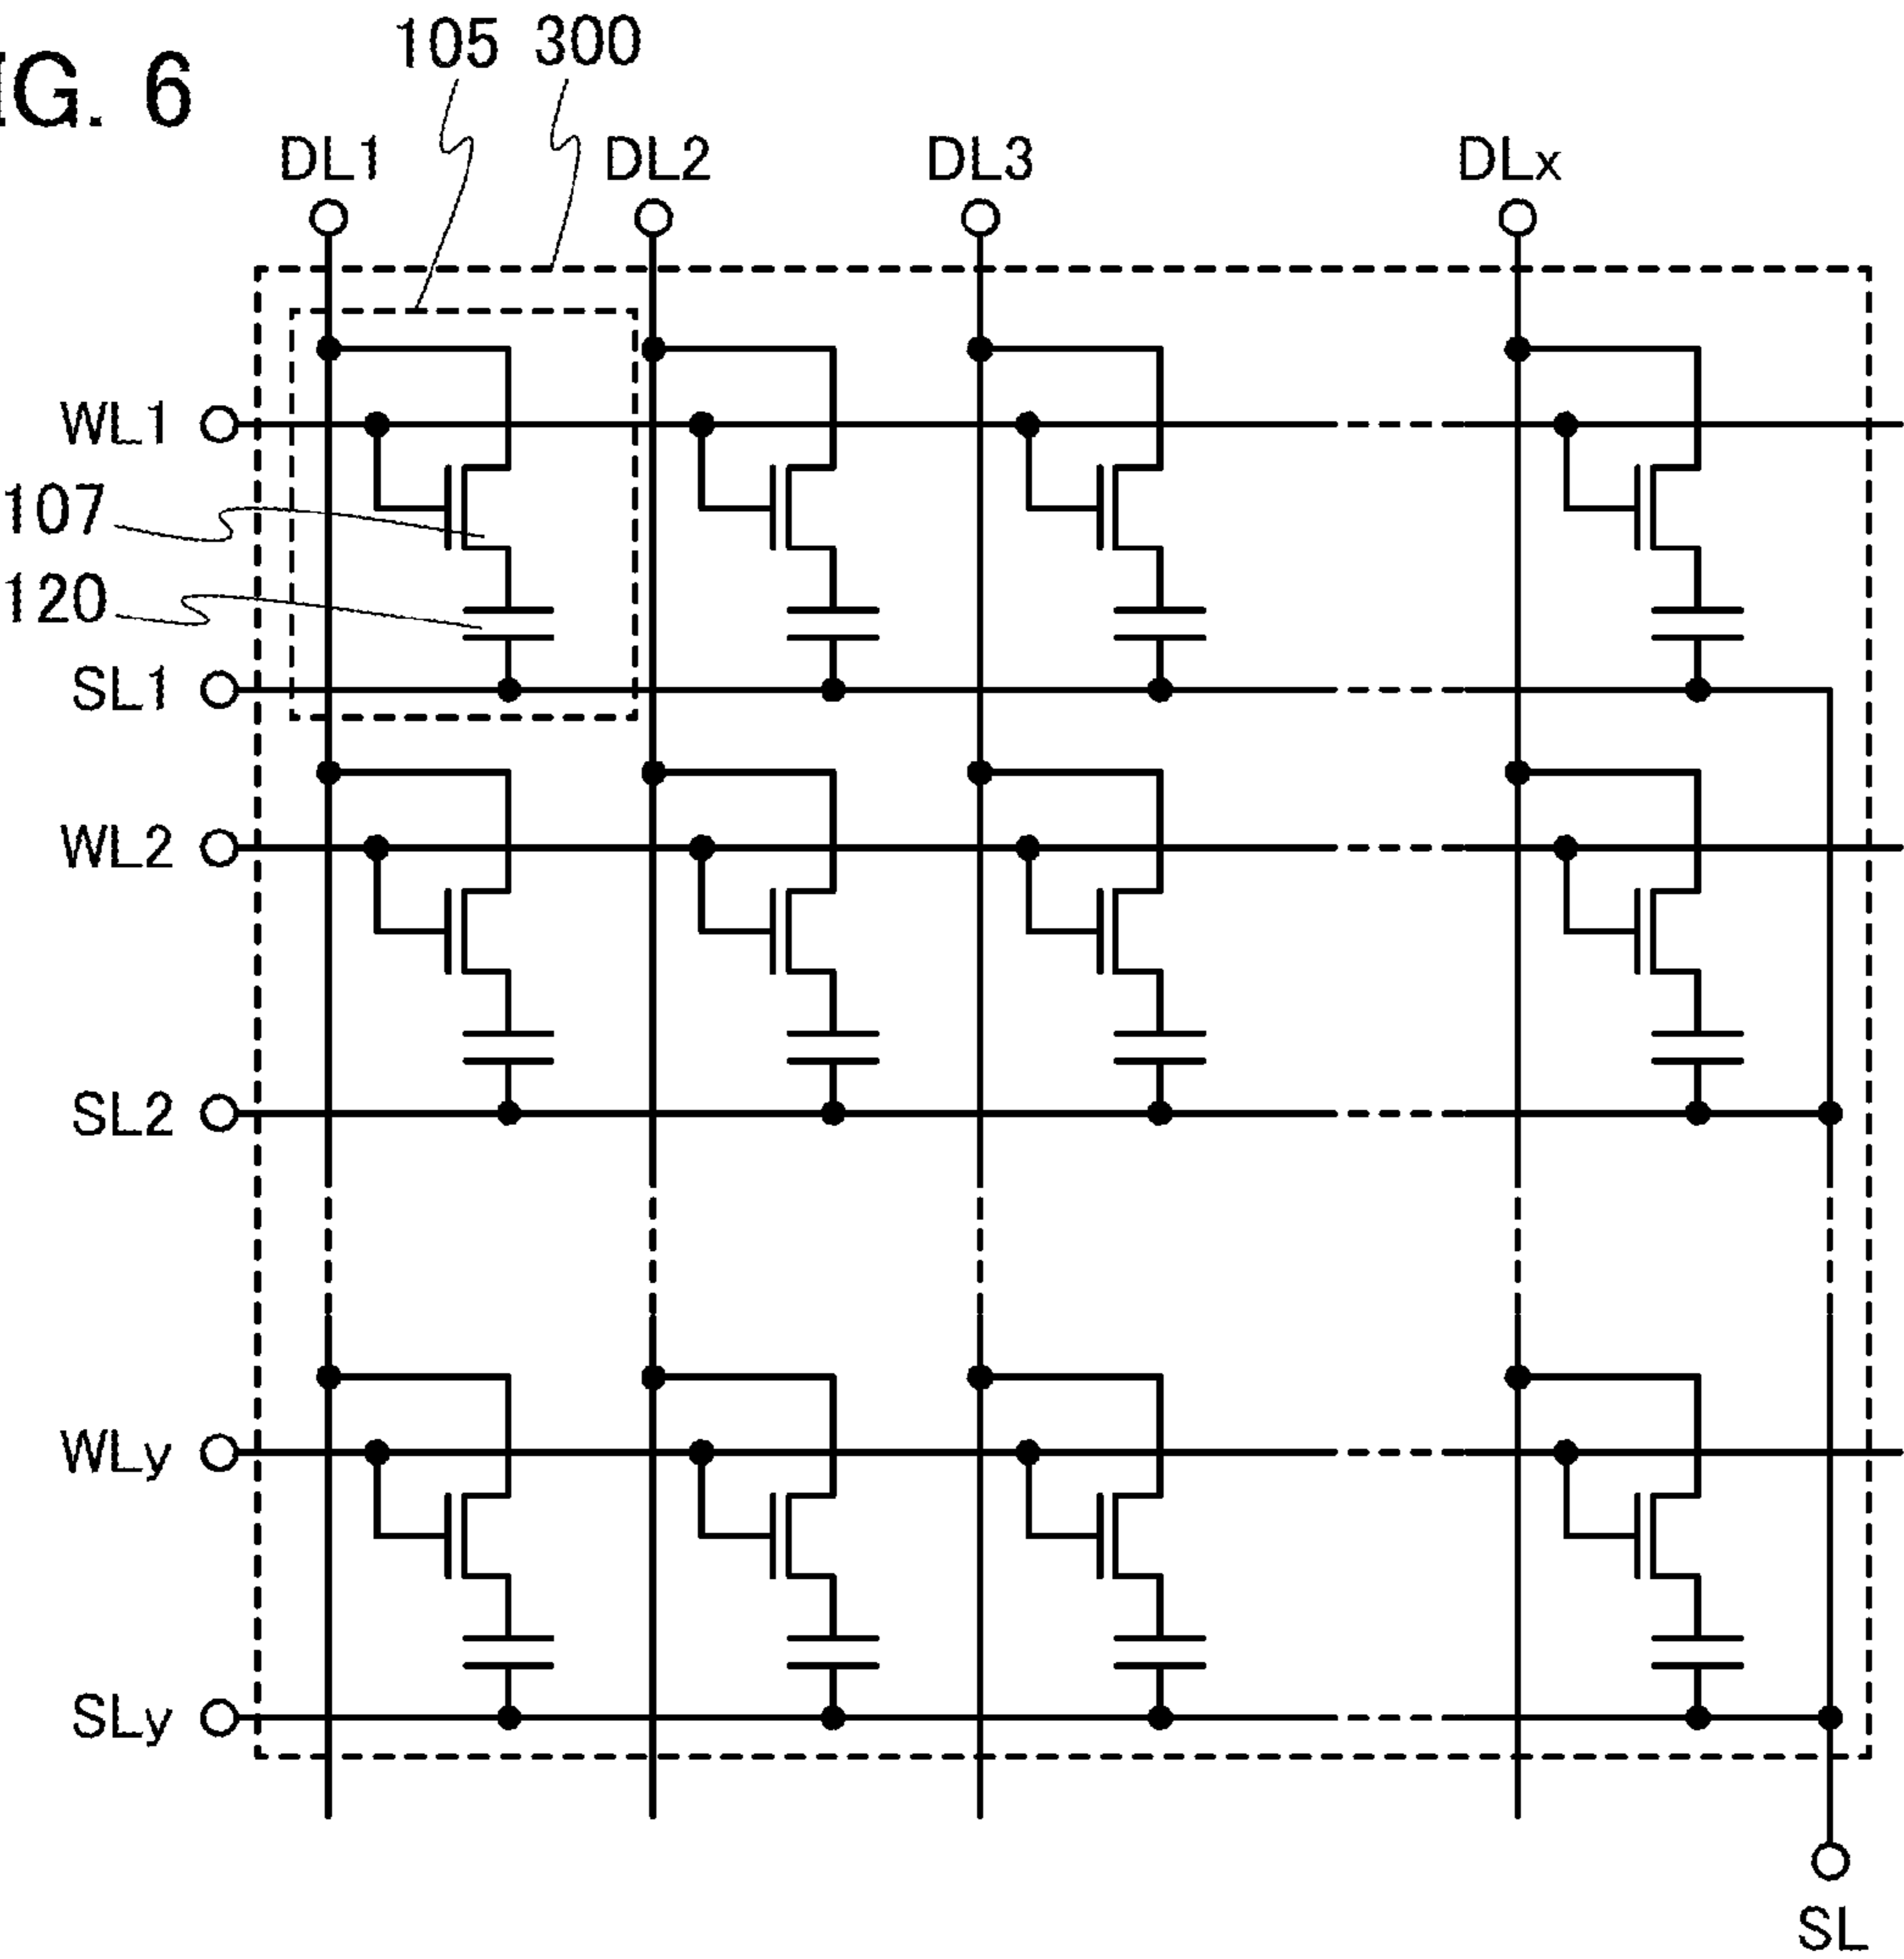 IG. 6
105 300
DL1 DL2 DL3 DLx
WL1
107
120
SL1
WL2
SL2
WLy
SLy
SL